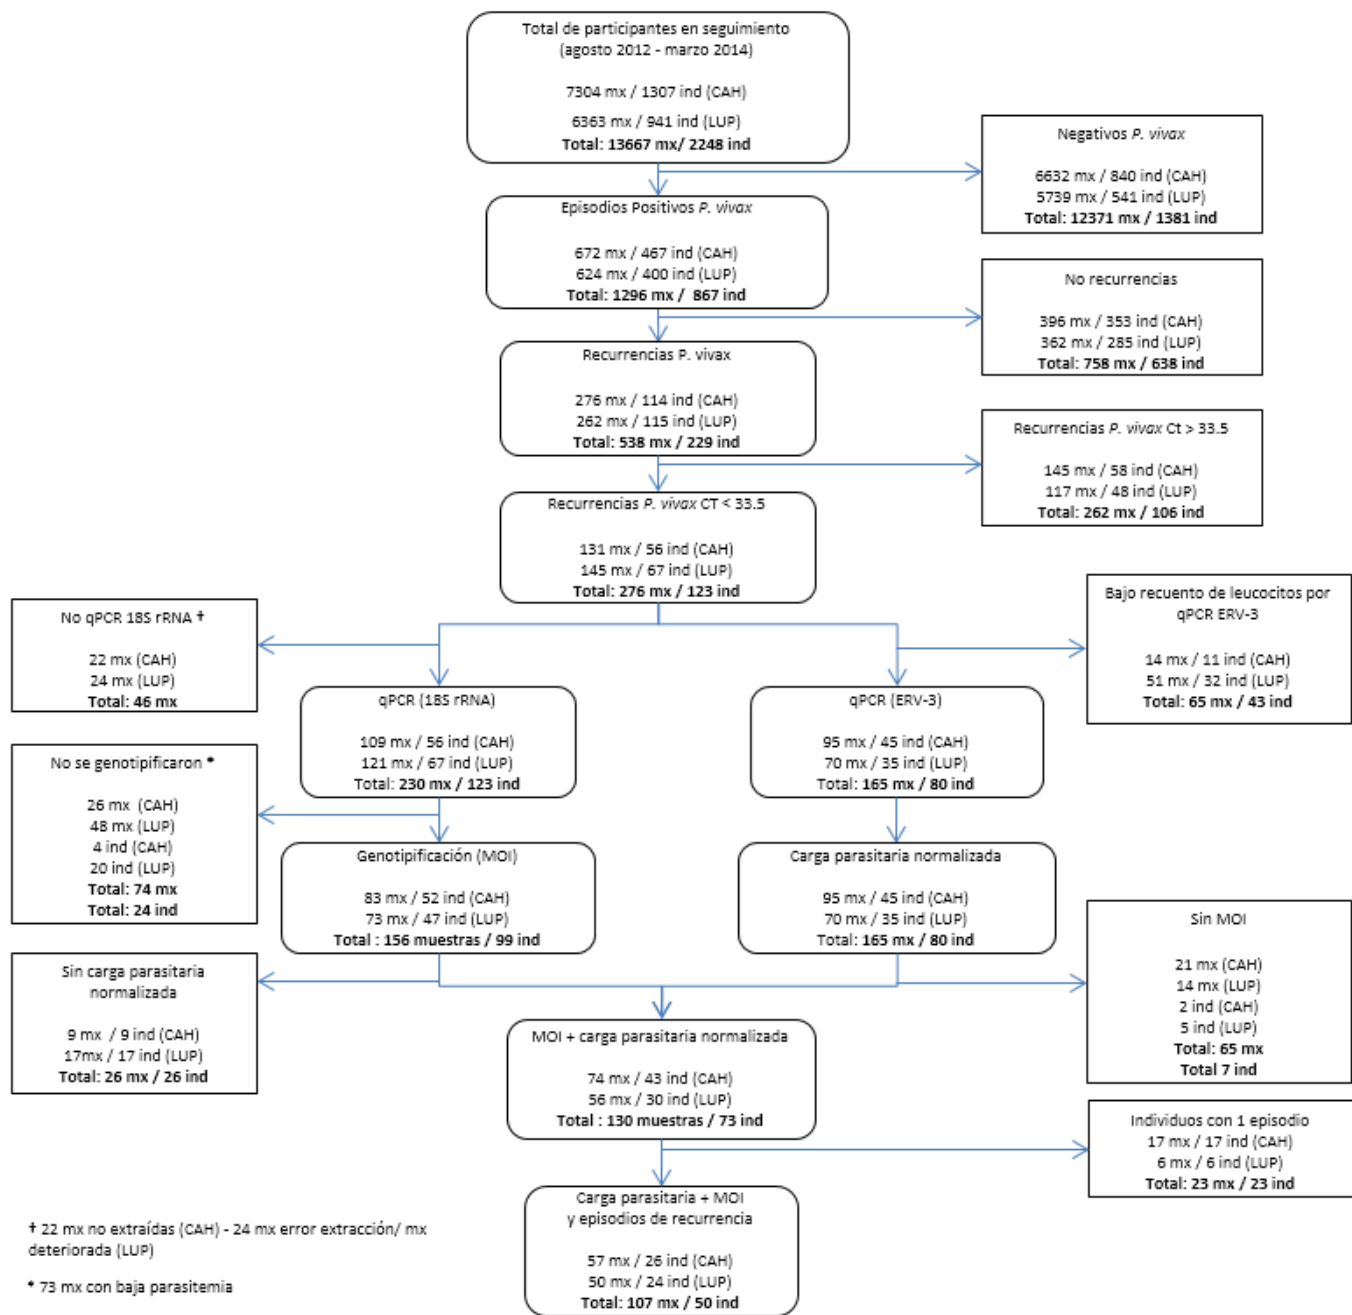 Total de participantes en seguimiento
(agosto 2012 - marzo 2014)
7304 mx / 1307 ind (CAH)
6363 mx / 941 ind (LUP)
Total: 13667 mx/ 2248 ind
Negativos P. vivax
6632 mx / 840 ind (CAH)
5739 mx / 541 ind (LUP)
Total: 12371 mx / 1381 ind
Episodios Positivos P. vivax
672 mx / 467 ind (CAH)
624 mx / 400 ind (LUP)
Total: 1296 mx / 867 ind
No recurrencias
396 mx / 353 ind (CAH)
362 mx / 285 ind (LUP)
Total: 758 mx / 638 ind
Recurrencias P. vivax
276 mx / 114 ind (CAH)
262 mx / 115 ind (LUP)
Total: 538 mx / 229 ind
Recurrencias P. vivax Ct > 33.5
145 mx / 58 ind (CAH)
117 mx / 48 ind (LUP)
Total: 262 mx / 106 ind
Recurrencias P. vivax CT < 33.5
131 mx / 56 ind (CAH)
145 mx / 67 ind (LUP)
Total: 276 mx / 123 ind
No qPCR 18S rRNA †
22 mx (CAH)
24 mx (LUP)
Total: 46 mx
Bajo recuento de leucocitos por
qPCR ERV-3
14 mx / 11 ind (CAH)
51 mx / 32 ind (LUP)
Total: 65 mx / 43 ind
qPCR (18S rRNA)
109 mx / 56 ind (CAH)
121 mx / 67 ind (LUP)
Total: 230 mx / 123 ind
qPCR (ERV-3)
95 mx / 45 ind (CAH)
70 mx / 35 ind (LUP)
Total: 165 mx / 80 ind
No se genotipificaron *
26 mx (CAH)
48 mx (LUP)
4 ind (CAH)
20 ind (LUP)
Total: 74 mx
Total: 24 ind
Genotipificación (MOI)
83 mx / 52 ind (CAH)
73 mx / 47 ind (LUP)
Total : 156 muestras / 99 ind
Carga parasitaria normalizada
95 mx / 45 ind (CAH)
70 mx / 35 ind (LUP)
Total: 165 mx / 80 ind
Sin MOI
21 mx (CAH)
14 mx (LUP)
2 ind (CAH)
5 ind (LUP)
Total: 65 mx
Total 7 ind
Sin carga parasitaria
normalizada
9 mx / 9 ind (CAH)
17mx / 17 ind (LUP)
Total: 26 mx / 26 ind
MOI + carga parasitaria normalizada
74 mx / 43 ind (CAH)
56 mx / 30 ind (LUP)
Total : 130 muestras / 73 ind
Individuos con 1 episodio
17 mx / 17 ind (CAH)
6 mx / 6 ind (LUP)
Total: 23 mx / 23 ind
Carga parasitaria + MOI
y episodios de recurrencia
57 mx / 26 ind (CAH)
50 mx / 24 ind (LUP)
Total: 107 mx / 50 ind
† 22 mx no extraídas (CAH) - 24 mx error extracción/ mx
deteriorada (LUP)
* 73 mx con baja parasitemia